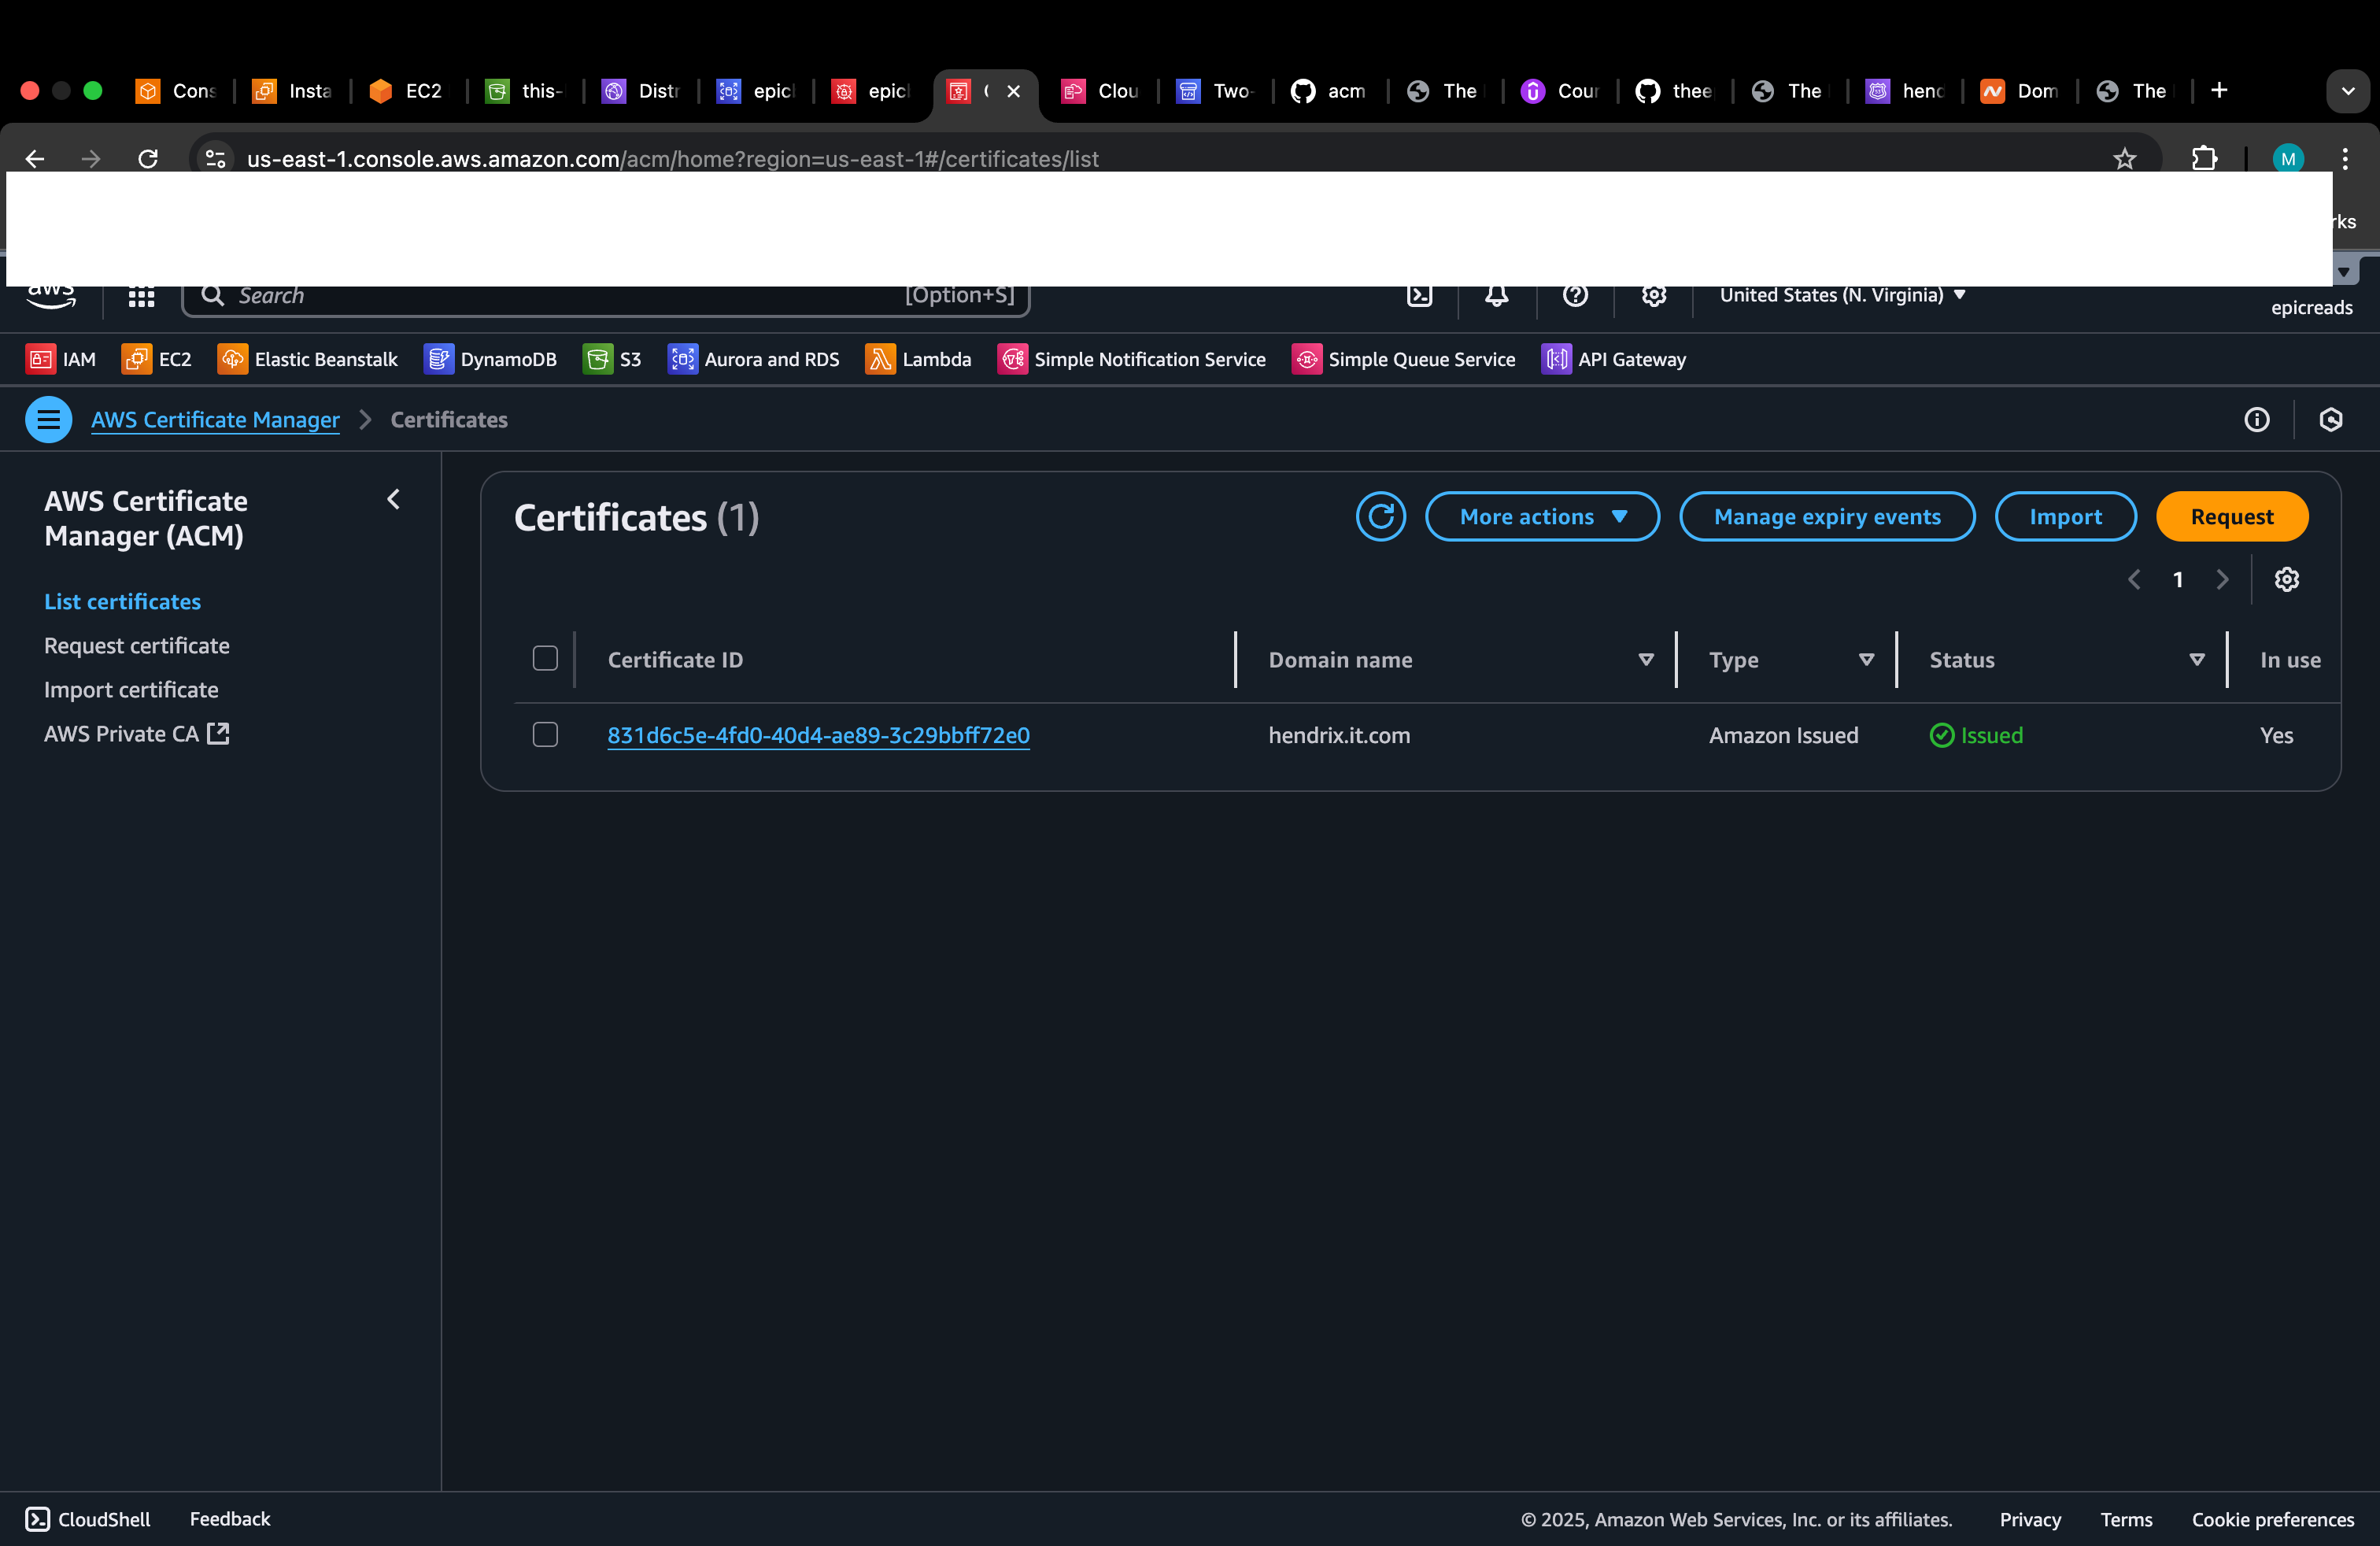 Cons
Insta
EC2
this-
Distr
epic
epic
Clou
Two-
acm
The
Cour
thee
The
hend
Dom
The
us-east-1.console.aws.amazon.com/acm/home?region=us-east-1#/certificates/list
M
rks
aws
Search
[Option+S]
United States (N. Virginia)
epicreads
IAM
EC2
Elastic Beanstalk
DynamoDB
S3
Aurora and RDS
Lambda
Simple Notification Service
Simple Queue Service
API Gateway
AWS Certificate Manager
Certificates
AWS Certificate
Manager (ACM)
List certificates
Request certificate
Import certificate
AWS Private CA
Certificates (1)
More actions
Manage expiry events
Import
Request
1
Certificate ID
Domain name
Type
Status
In use
831d6c5e-4fd0-40d4-ae89-3c29bbff72e0
hendrix.it.com
Amazon Issued
Issued
Yes
CloudShell
Feedback
© 2025, Amazon Web Services, Inc. or its affiliates.
Privacy
Terms
Cookie preferences